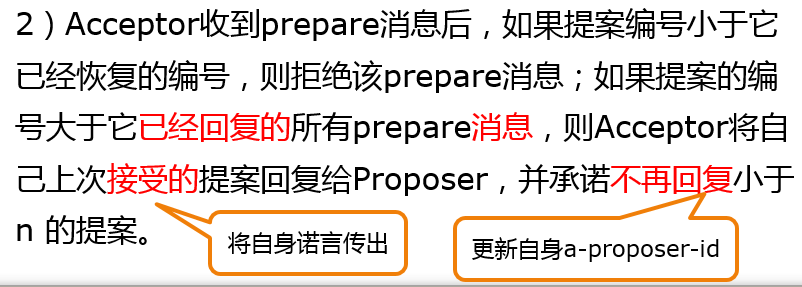 2）Acceptor收到prepare消息后，如果提案编号小于它
已经恢复的编号，则拒绝该prepare消息；如果提案的编
号大于它已经回复的所有prepare消息，则Acceptor将自
己上次接受的提案回复给Proposer，并承诺不再回复小于
n 的提案。
将自身诺言传出
更新自身a-proposer-id